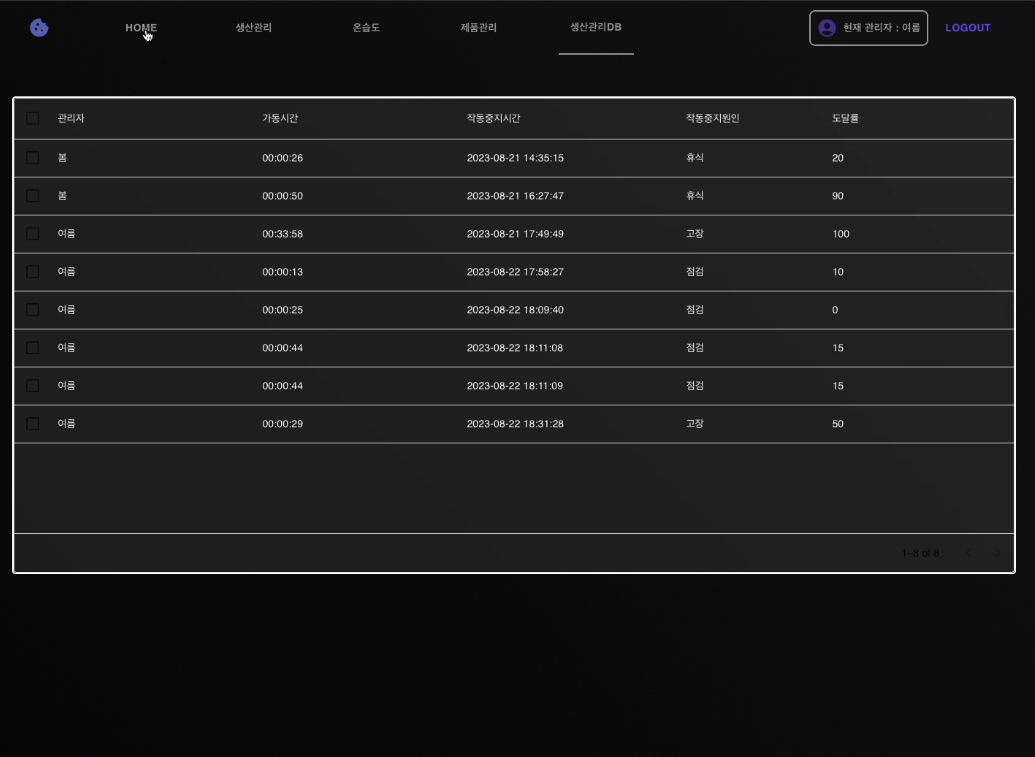 HOME 생산관리 온습도 제품관리 생산관리DB 현재 관리자 : 여름 LOGOUT
관리자 가동시간 작동중지시간 작동중지원인 도달률
봄 00:00:26 2023-08-21 14:35:15 휴식 20
봄 00:00:50 2023-08-21 16:27:47 휴식 90
여름 00:33:58 2023-08-21 17:49:49 고장 100
여름 00:00:13 2023-08-22 17:58:27 점검 10
여름 00:00:25 2023-08-22 18:09:40 점검 0
여름 00:00:44 2023-08-22 18:11:08 점검 15
여름 00:00:44 2023-08-22 18:11:09 점검 15
여름 00:00:29 2023-08-22 18:31:28 고장 50
1–8 of 8